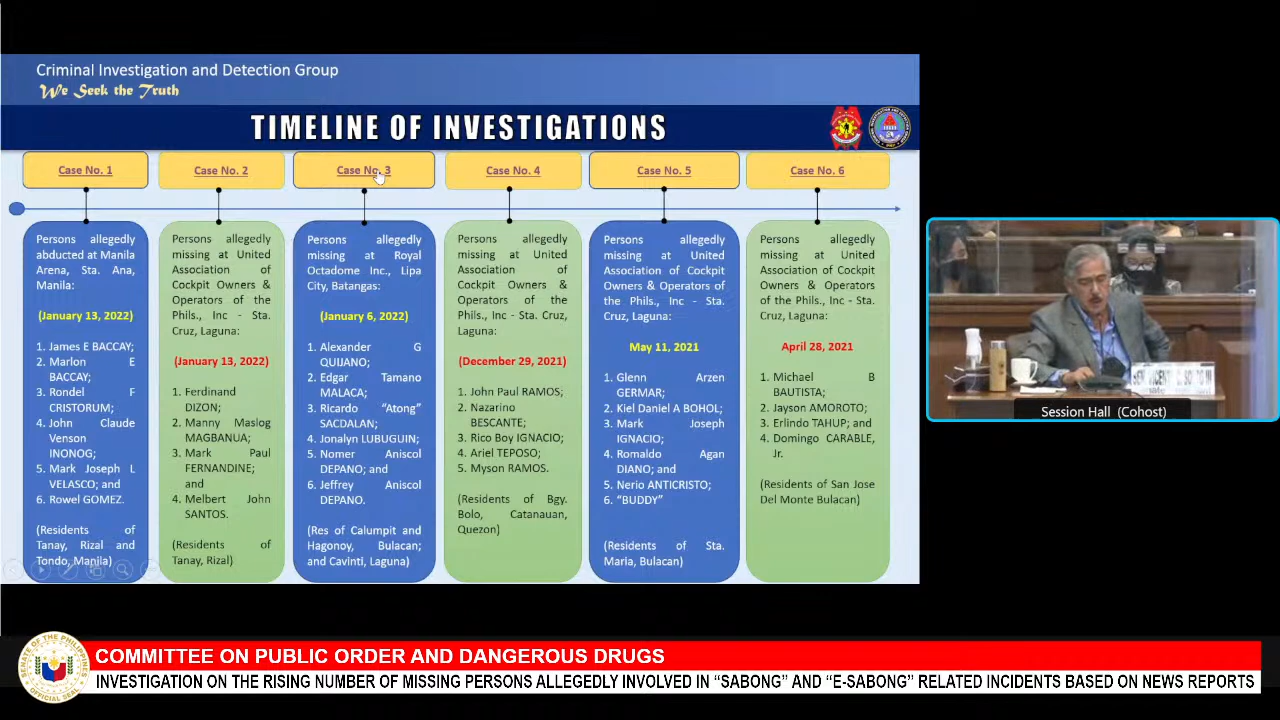 Criminal Investigation and Detection Group
We Seek the Truth
TIMELINE OF INVESTIGATIONS
Case No. 1
Case No. 2
Case No. 3
Case No. 4
Case No. 5
Case No. 6
Persons allegedly
abducted at Manila
Arena, Sta. Ana,
Manila:
(January 13, 2022)
1. James E BACCAY;
2. Marlon E
BACCAY;
3. Rondel F
CRISTORUM;
4. John Claude
Venson
INONOG;
5. Mark Joseph L
VELASCO; and
6. Rowel GOMEZ.
(Residents of
Tanay, Rizal and
Tondo, Manila)
Persons allegedly
missing at United
Association of
Cockpit Owners &
Operators of the
Phils., Inc - Sta.
Cruz, Laguna:
(January 13, 2022)
1. Ferdinand
DIZON;
2. Manny Maslog
MAGBANUA;
3. Mark Paul
FERNANDINE;
and
4. Melbert John
SANTOS.
(Residents of
Tanay, Rizal)
Persons allegedly
missing at Royal
Octadome Inc., Lipa
City, Batangas:
(January 6, 2022)
1. Alexander G
QUIJANO;
2. Edgar Tamano
MALACA;
3. Ricardo “Atong”
SACDALAN;
4. Jonalyn LUBUGUIN;
5. Nomer Aniscol
DEPANO; and
6. Jeffrey Aniscol
DEPANO.
(Res of Calumpit and
Hagonoy, Bulacan;
and Cavinti, Laguna)
Persons allegedly
missing at United
Association of
Cockpit Owners &
Operators of the
Phils., Inc - Sta. Cruz,
Laguna:
(December 29, 2021)
1. John Paul RAMOS;
2. Nazarino
BESCANTE;
3. Rico Boy IGNACIO;
4. Ariel TEPOSO;
5. Myson RAMOS.
(Residents of Bgy.
Bolo, Catanauan,
Quezon)
Persons allegedly
missing at United
Association of Cockpit
Owners & Operators of
the Phils., Inc - Sta.
Cruz, Laguna:
May 11, 2021
1. Glenn Arzen
GERMAR;
2. Kiel Daniel A BOHOL;
3. Mark Joseph
IGNACIO;
4. Romaldo Agan
DIANO; and
5. Nerio ANTICRISTO;
6. “BUDDY”
(Residents of Sta.
Maria, Bulacan)
Persons allegedly
missing at United
Association of Cockpit
Owners & Operators
of the Phils., Inc - Sta.
Cruz, Laguna:
April 28, 2021
1. Michael B
BAUTISTA;
2. Jayson AMOROTO;
3. Erlindo TAHUP; and
4. Domingo CARABLE,
Jr.
(Residents of San Jose
Del Monte Bulacan)
SEN. VICENTE C. SOTTO III
Session Hall (Cohost)
COMMITTEE ON PUBLIC ORDER AND DANGEROUS DRUGS
INVESTIGATION ON THE RISING NUMBER OF MISSING PERSONS ALLEGEDLY INVOLVED IN “SABONG” AND “E-SABONG” RELATED INCIDENTS BASED ON NEWS REPORTS